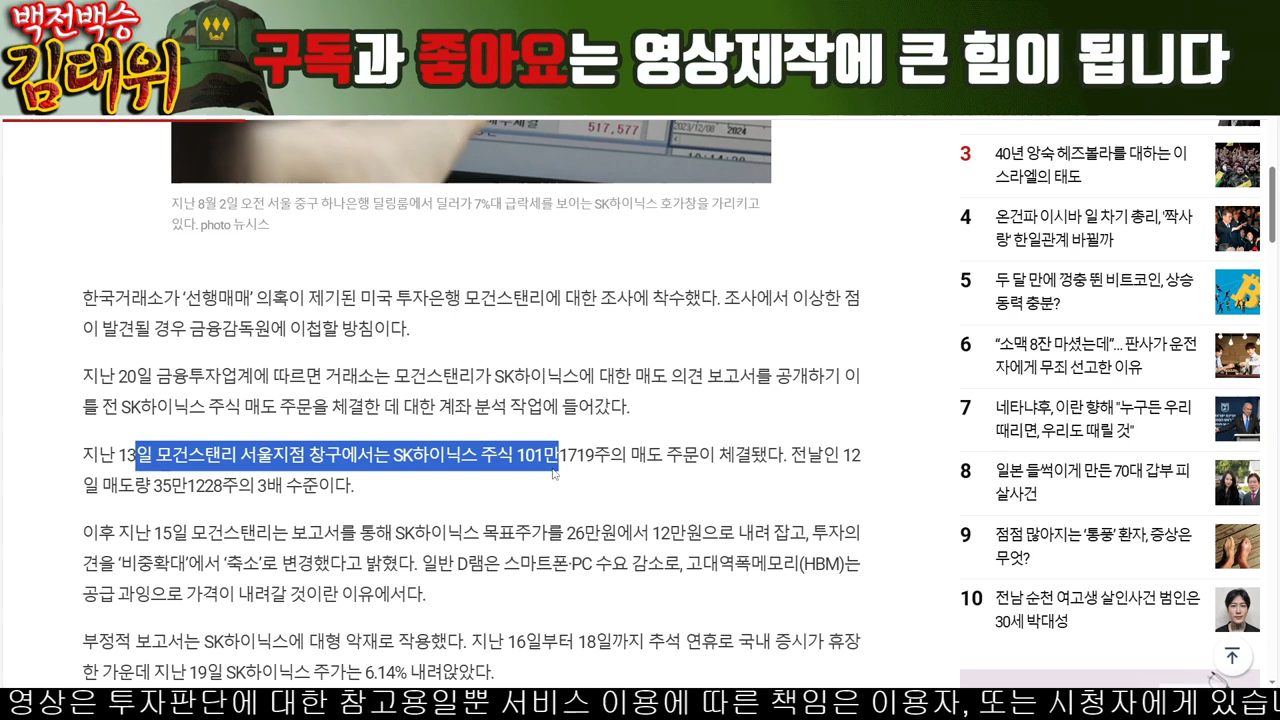 백전백승
김대위
구독과 좋아요는 영상제작에 큰 힘이 됩니다
517,577
2023/12/08 2024
지난 8월 2일 오전 서울 중구 하나은행 딜링룸에서 딜러가 7%대 급락세를 보이는 SK하이닉스 호가창을 가리키고
있다. photo 뉴시스
한국거래소가 ‘선행매매’ 의혹이 제기된 미국 투자은행 모건스탠리에 대한 조사에 착수했다. 조사에서 이상한 점
이 발견될 경우 금융감독원에 이첩할 방침이다.
지난 20일 금융투자업계에 따르면 거래소는 모건스탠리가 SK하이닉스에 대한 매도 의견 보고서를 공개하기 이
틀 전 SK하이닉스 주식 매도 주문을 체결한 데 대한 계좌 분석 작업에 들어갔다.
지난 13일 모건스탠리 서울지점 창구에서는 SK하이닉스 주식 101만1719주의 매도 주문이 체결됐다. 전날인 12
일 매도량 35만1228주의 3배 수준이다.
이후 지난 15일 모건스탠리는 보고서를 통해 SK하이닉스 목표주가를 26만원에서 12만원으로 내려 잡고, 투자의
견을 ‘비중확대’에서 ‘축소’로 변경했다고 밝혔다. 일반 D램은 스마트폰·PC 수요 감소로, 고대역폭메모리(HBM)는
공급 과잉으로 가격이 내려갈 것이란 이유에서다.
부정적 보고서는 SK하이닉스에 대형 악재로 작용했다. 지난 16일부터 18일까지 추석 연휴로 국내 증시가 휴장
한 가운데 지난 19일 SK하이닉스 주가는 6.14% 내려앉았다.
3 40년 앙숙 헤즈볼라를 대하는 이
스라엘의 태도
4 온건파 이시바 일 차기 총리, '짝사
랑' 한일관계 바뀔까
5 두 달 만에 껑충 뛴 비트코인, 상승
동력 충분?
6 “소맥 8잔 마셨는데”... 판사가 운전
자에게 무죄 선고한 이유
7 네타냐후, 이란 향해 "누구든 우리
때리면, 우리도 때릴 것"
8 일본 들썩이게 만든 70대 갑부 피
살사건
9 점점 많아지는 ‘통풍’ 환자, 증상은
무엇?
10 전남 순천 여고생 살인사건 범인은
30세 박대성
영상은 투자판단에 대한 참고용일뿐 서비스 이용에 따른 책임은 이용자, 또는 시청자에게 있습니